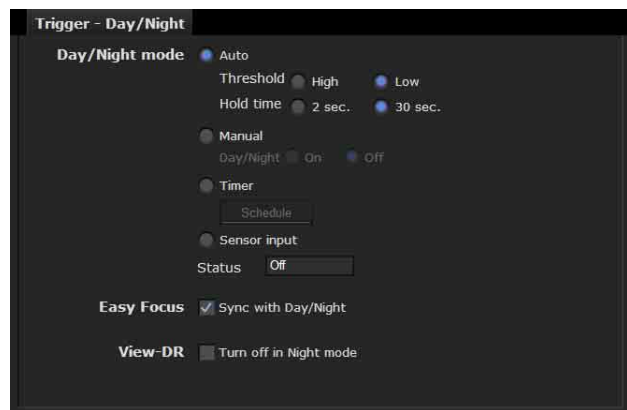 Trigger - Day/Night
Day/Night mode Auto
Threshold High Low
Hold time 2 sec. 30 sec.
Manual
Day/Night On Off
Timer
Schedule
Sensor input
Status Off
Easy Focus Sync with Day/Night
View-DR Turn off in Night mode